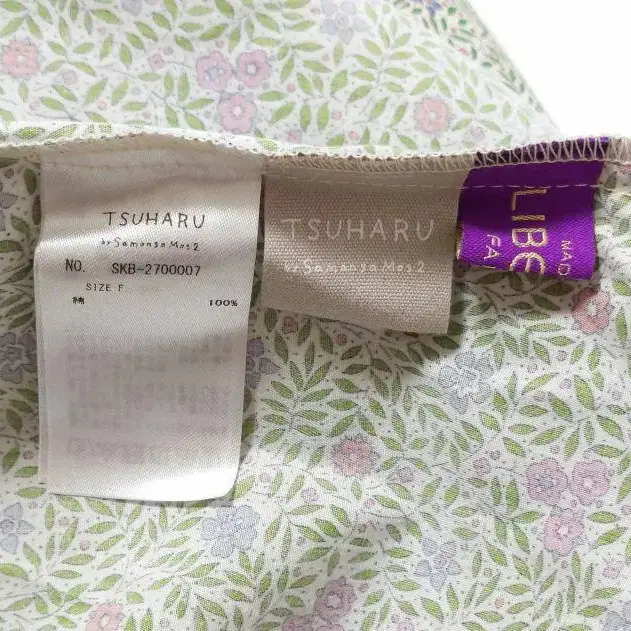 TSUHARU
by Samansa Mos2
NO. SKB-2700007
SIZE F
綿 100%
TSUHARU
by Samansa Mos2
LIBE
FA
MAD